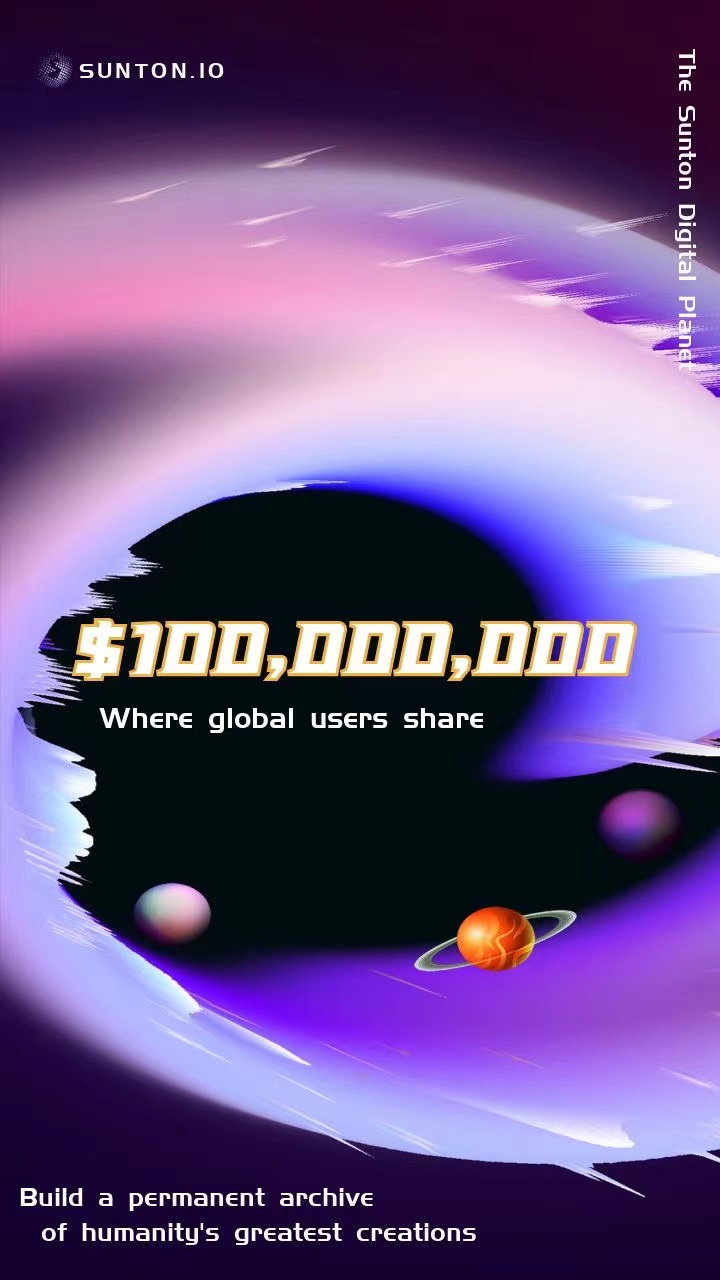 SUNTON.IO
The Sunton Digital Planet
$100,000,000
Where global users share
Build a permanent archive
of humanity's greatest creations